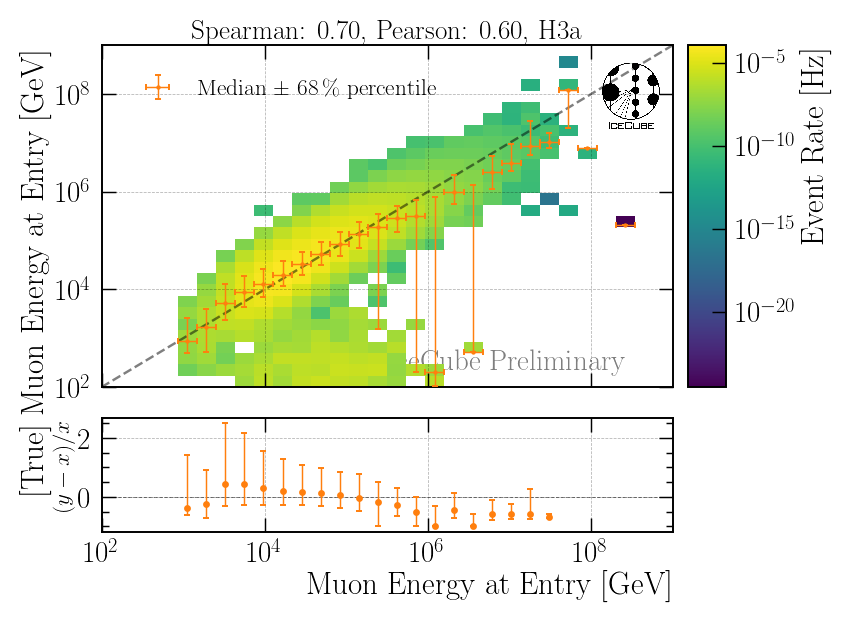 Spearman: 0.70, Pearson: 0.60, H3a
Median ± 68 % percentile
ICECUBE
eCube Preliminary
[True] Muon Energy at Entry [GeV]
10^8
10^6
10^4
10^2
Event Rate [Hz]
10^-5
10^-10
10^-15
10^-20
(y − x)/x
2
0
10^2 10^4 10^6 10^8
Muon Energy at Entry [GeV]